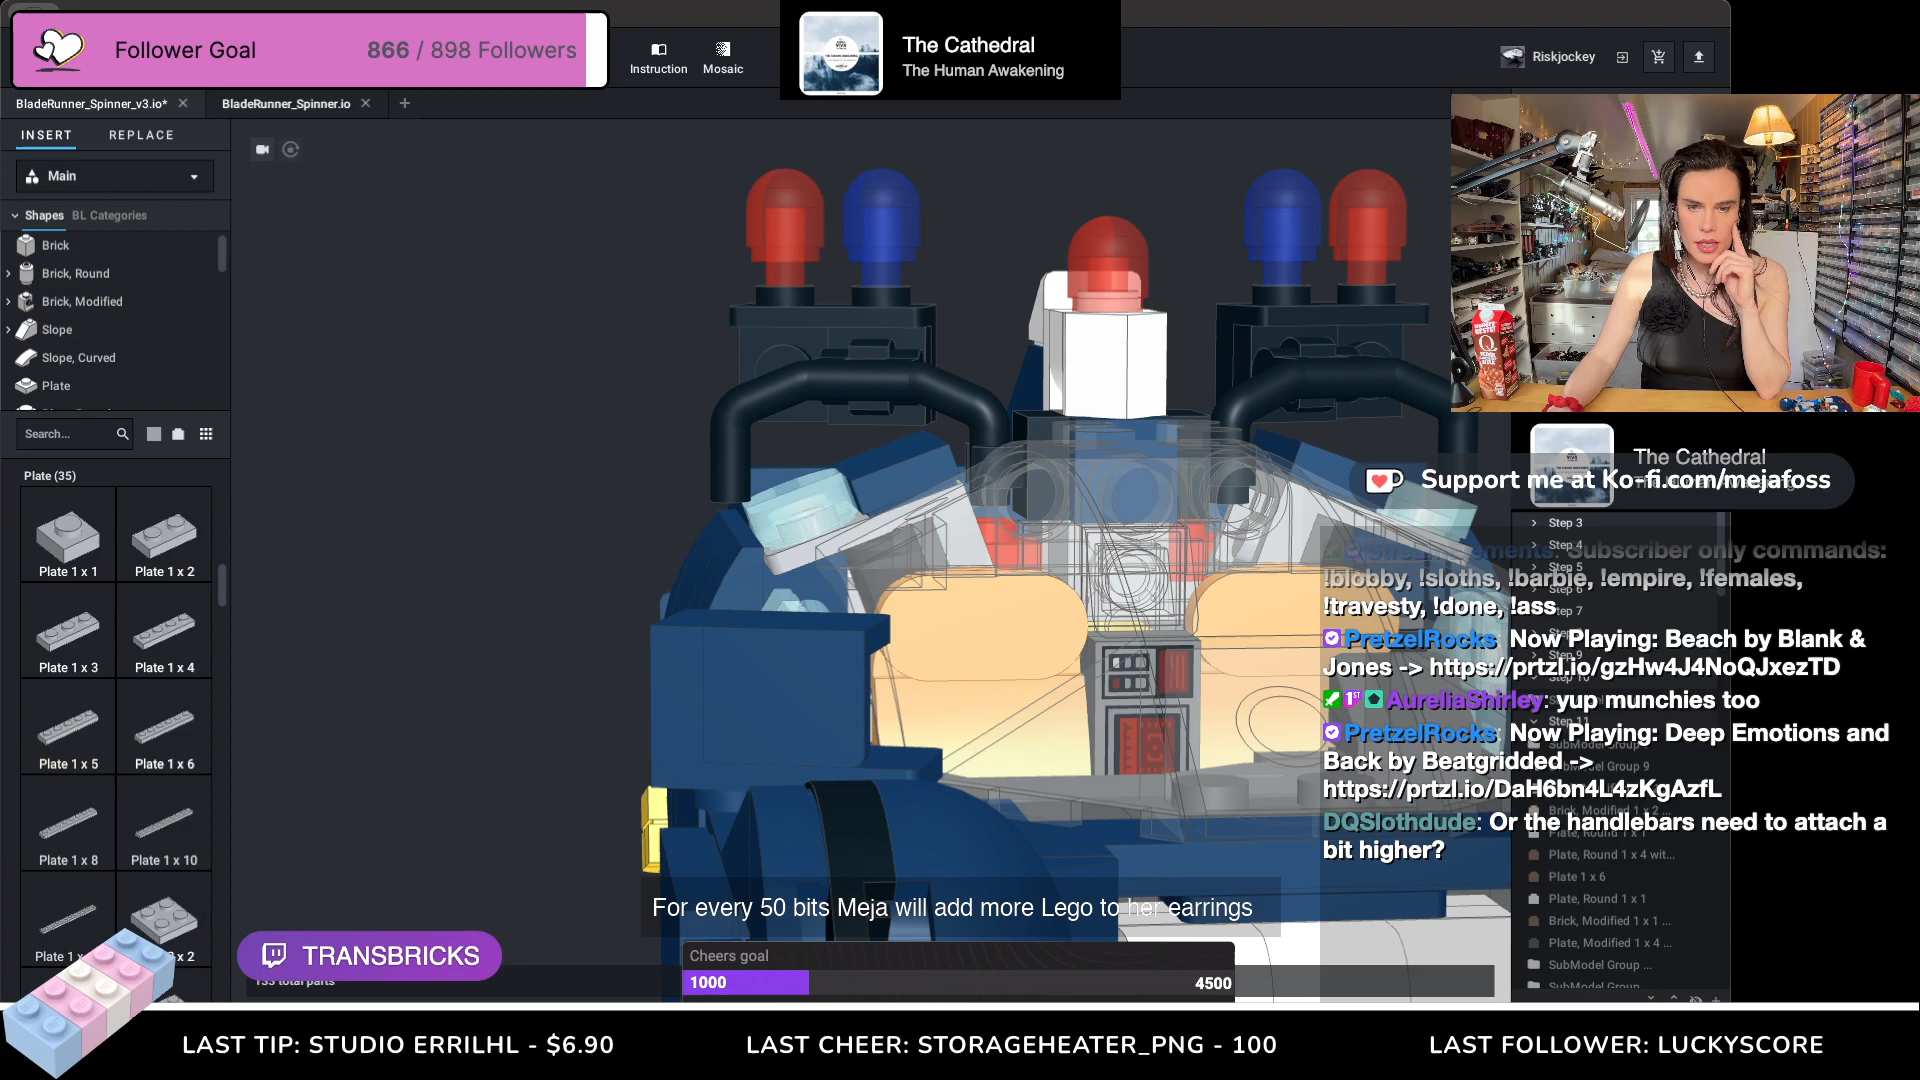 Follower Goal
866 / 898 Followers
Instruction
Mosaic
The Cathedral
The Human Awakening
Riskjockey
BladeRunner_Spinner_v3.io*
BladeRunner_Spinner.io
INSERT
REPLACE
Main
Shapes
BL Categories
Brick
Brick, Round
Brick, Modified
Slope
Slope, Curved
Plate
Search...
Plate (35)
Plate 1 x 1
Plate 1 x 2
Plate 1 x 3
Plate 1 x 4
Plate 1 x 5
Plate 1 x 6
Plate 1 x 8
Plate 1 x 10
The Cathedral
Support me at Ko-fi.com/mejafoss
Step 3
Step 4
Step 5
Subscriber only commands:
!blobby, !sloths, !barbie, !empire, !females,
!travesty, !done, !ass
PretzelRocks: Now Playing: Beach by Blank &
Jones -> https://prtzl.io/gzHw4J4NoQJxezTD
AureliaShirley: yup munchies too
Step 11
PretzelRocks: Now Playing: Deep Emotions and
Back by Beatgridded ->
https://prtzl.io/DaH6bn4L4zKgAzfL
DQSlothdude: Or the handlebars need to attach a
bit higher?
Plate, Round 1 x 4 wit...
Plate 1 x 6
Plate, Round 1 x 1
Brick, Modified 1 x 1 ...
Plate, Modified 1 x 4 ...
SubModel Group ...
For every 50 bits Meja will add more Lego to her earrings
TRANSBRICKS
133 total parts
Cheers goal
1000
4500
LAST TIP: STUDIO ERRILHL - $6.90
LAST CHEER: STORAGEHEATER_PNG - 100
LAST FOLLOWER: LUCKYSCORE